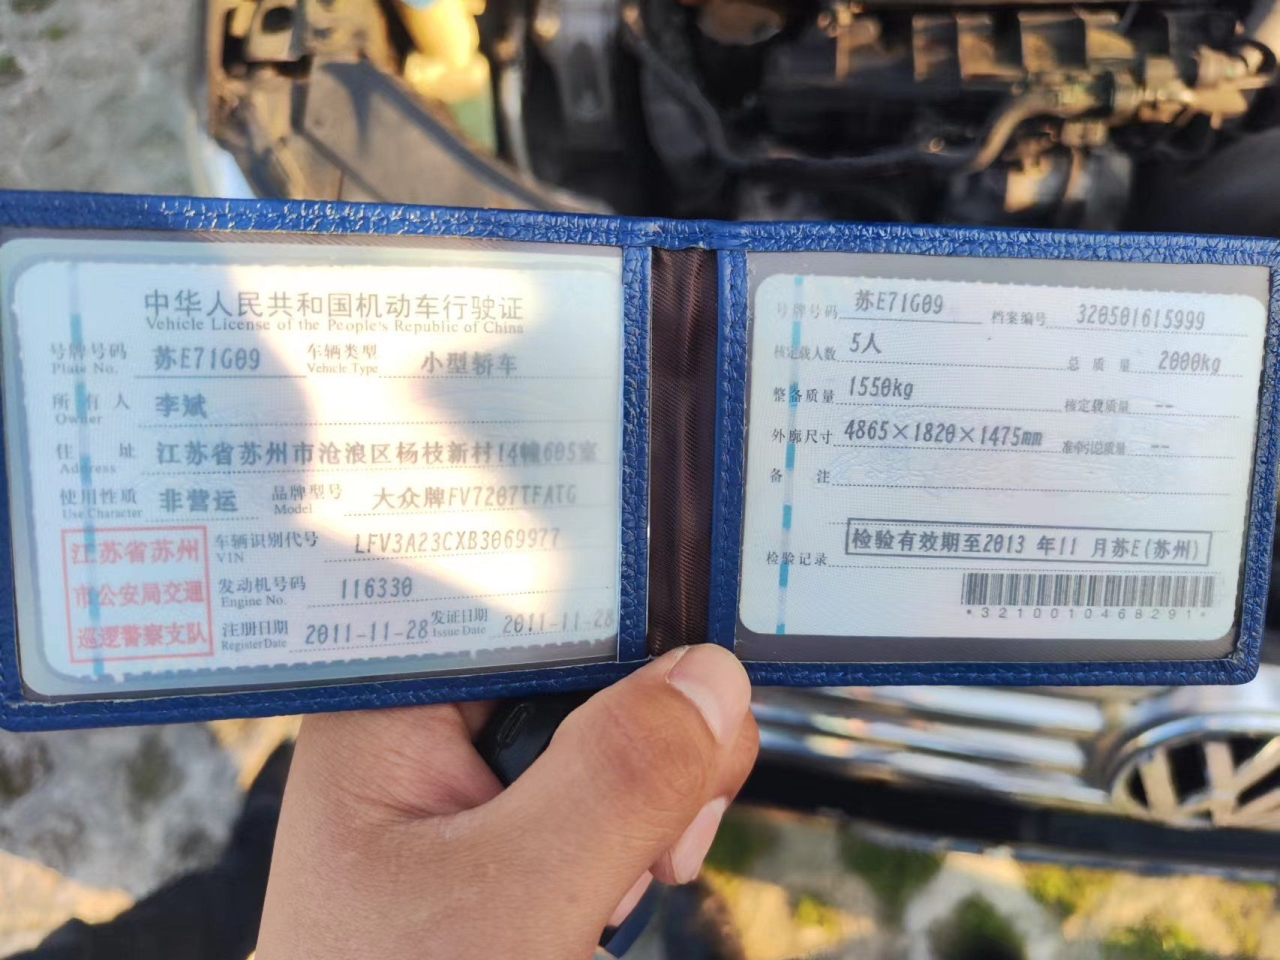 中华人民共和国机动车行驶证
Vehicle License of the People's Republic of China
号牌号码 苏E71G09 车辆类型 小型轿车
Plate No. Vehicle Type
所有人 李斌
Owner
住址 江苏省苏州市沧浪区杨枝新村14幢605室
Address
使用性质 非营运 品牌型号 大众牌FV7207TFATG
Use Character Model
车辆识别代号 LFV3A23CXB3069977
VIN
发动机号码 116330
Engine No.
注册日期 2011-11-28 发证日期 2011-11-28
Register Date Issue Date
江苏省苏州
市公安局交通
巡逻警察支队
号牌号码 苏E71G09 档案编号 320501615999
核定载人数 5人 总质量 2000kg
整备质量 1550kg 核定载质量 --
外廓尺寸 4865×1820×1475mm 准牵引总质量 --
备注
检验记录 检验有效期至2013 年11 月苏E(苏州)
*3210010468291*